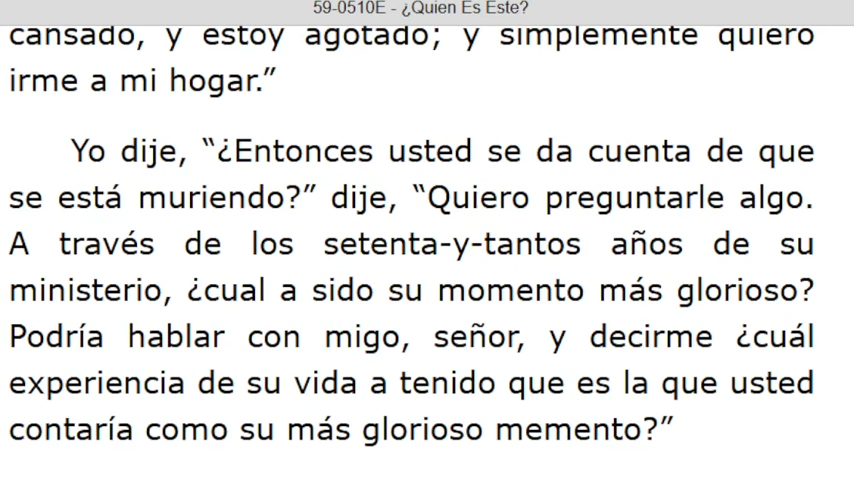 59-0510E - ¿Quien Es Este?
cansado, y estoy agotado; y simplemente quiero
irme a mi hogar.”
Yo dije, “¿Entonces usted se da cuenta de que
se está muriendo?” dije, “Quiero preguntarle algo.
A través de los setenta-y-tantos años de su
ministerio, ¿cual a sido su momento más glorioso?
Podría hablar con migo, señor, y decirme ¿cuál
experiencia de su vida a tenido que es la que usted
contaría como su más glorioso memento?”